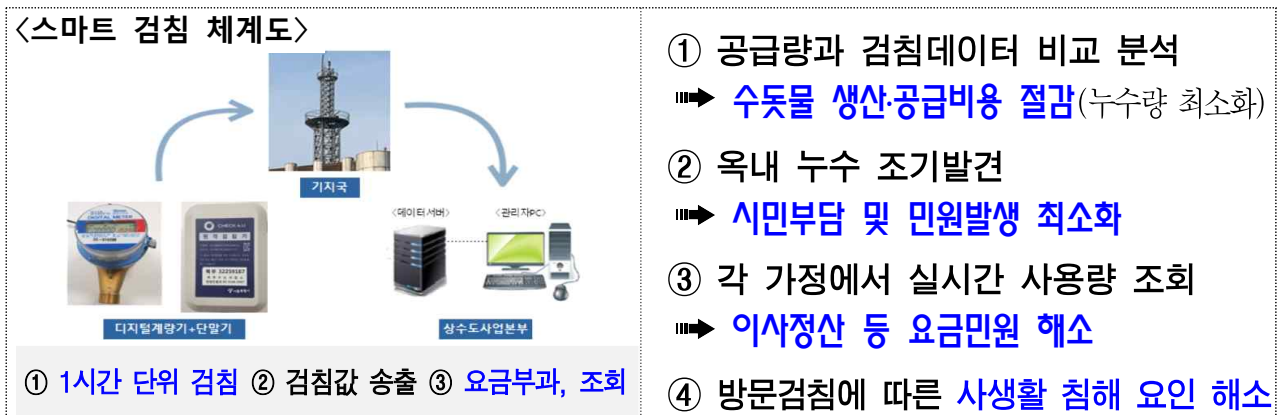 <스마트 검침 체계도>
기지국
<데이터서버>
<관리자PC>
DIGITAL METER
디지털계량기+단말기
상수도사업본부
① 1시간 단위 검침 ② 검침값 송출 ③ 요금부과, 조회
① 공급량과 검침데이터 비교 분석
➠ 수돗물 생산·공급비용 절감(누수량 최소화)
② 옥내 누수 조기발견
➠ 시민부담 및 민원발생 최소화
③ 각 가정에서 실시간 사용량 조회
➠ 이사정산 등 요금민원 해소
④ 방문검침에 따른 사생활 침해 요인 해소